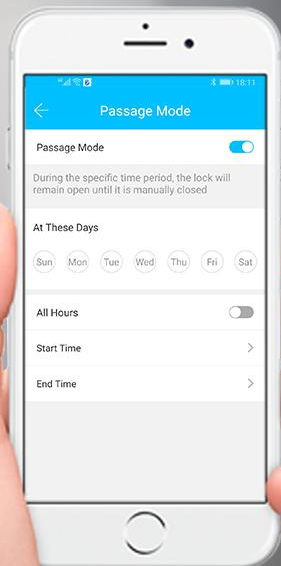 18:11
Passage Mode
Passage Mode
During the specific time period, the lock will
remain open until it is manually closed
At These Days
Sun Mon Tue Wed Thu Fri Sat
All Hours
Start Time
End Time